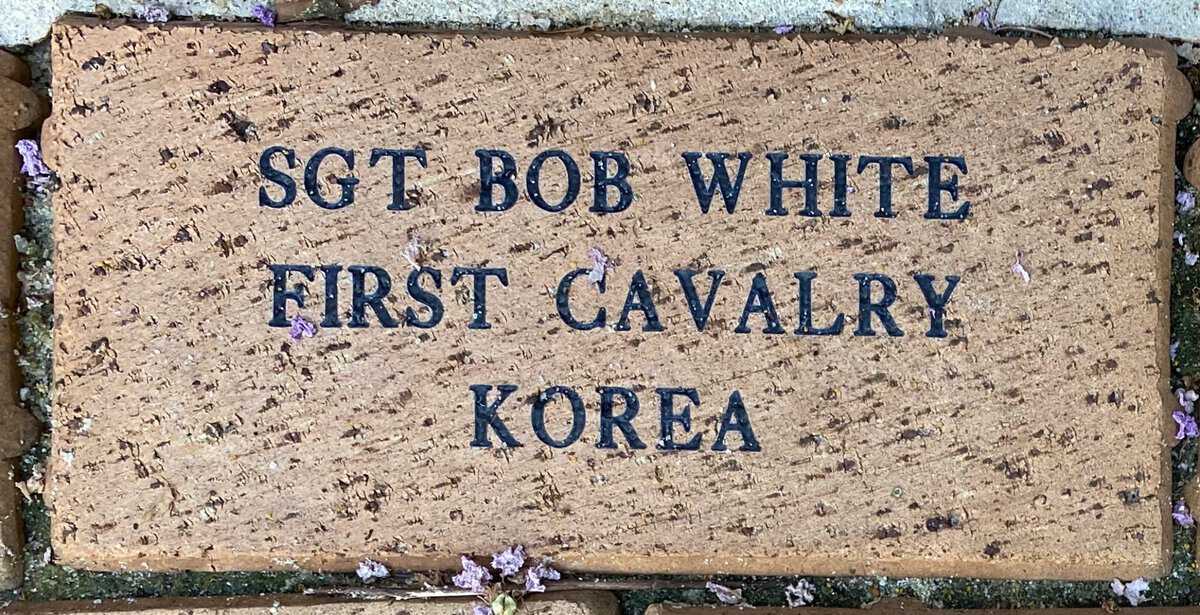 SGT BOB WHITE
FIRST CAVALRY
KOREA